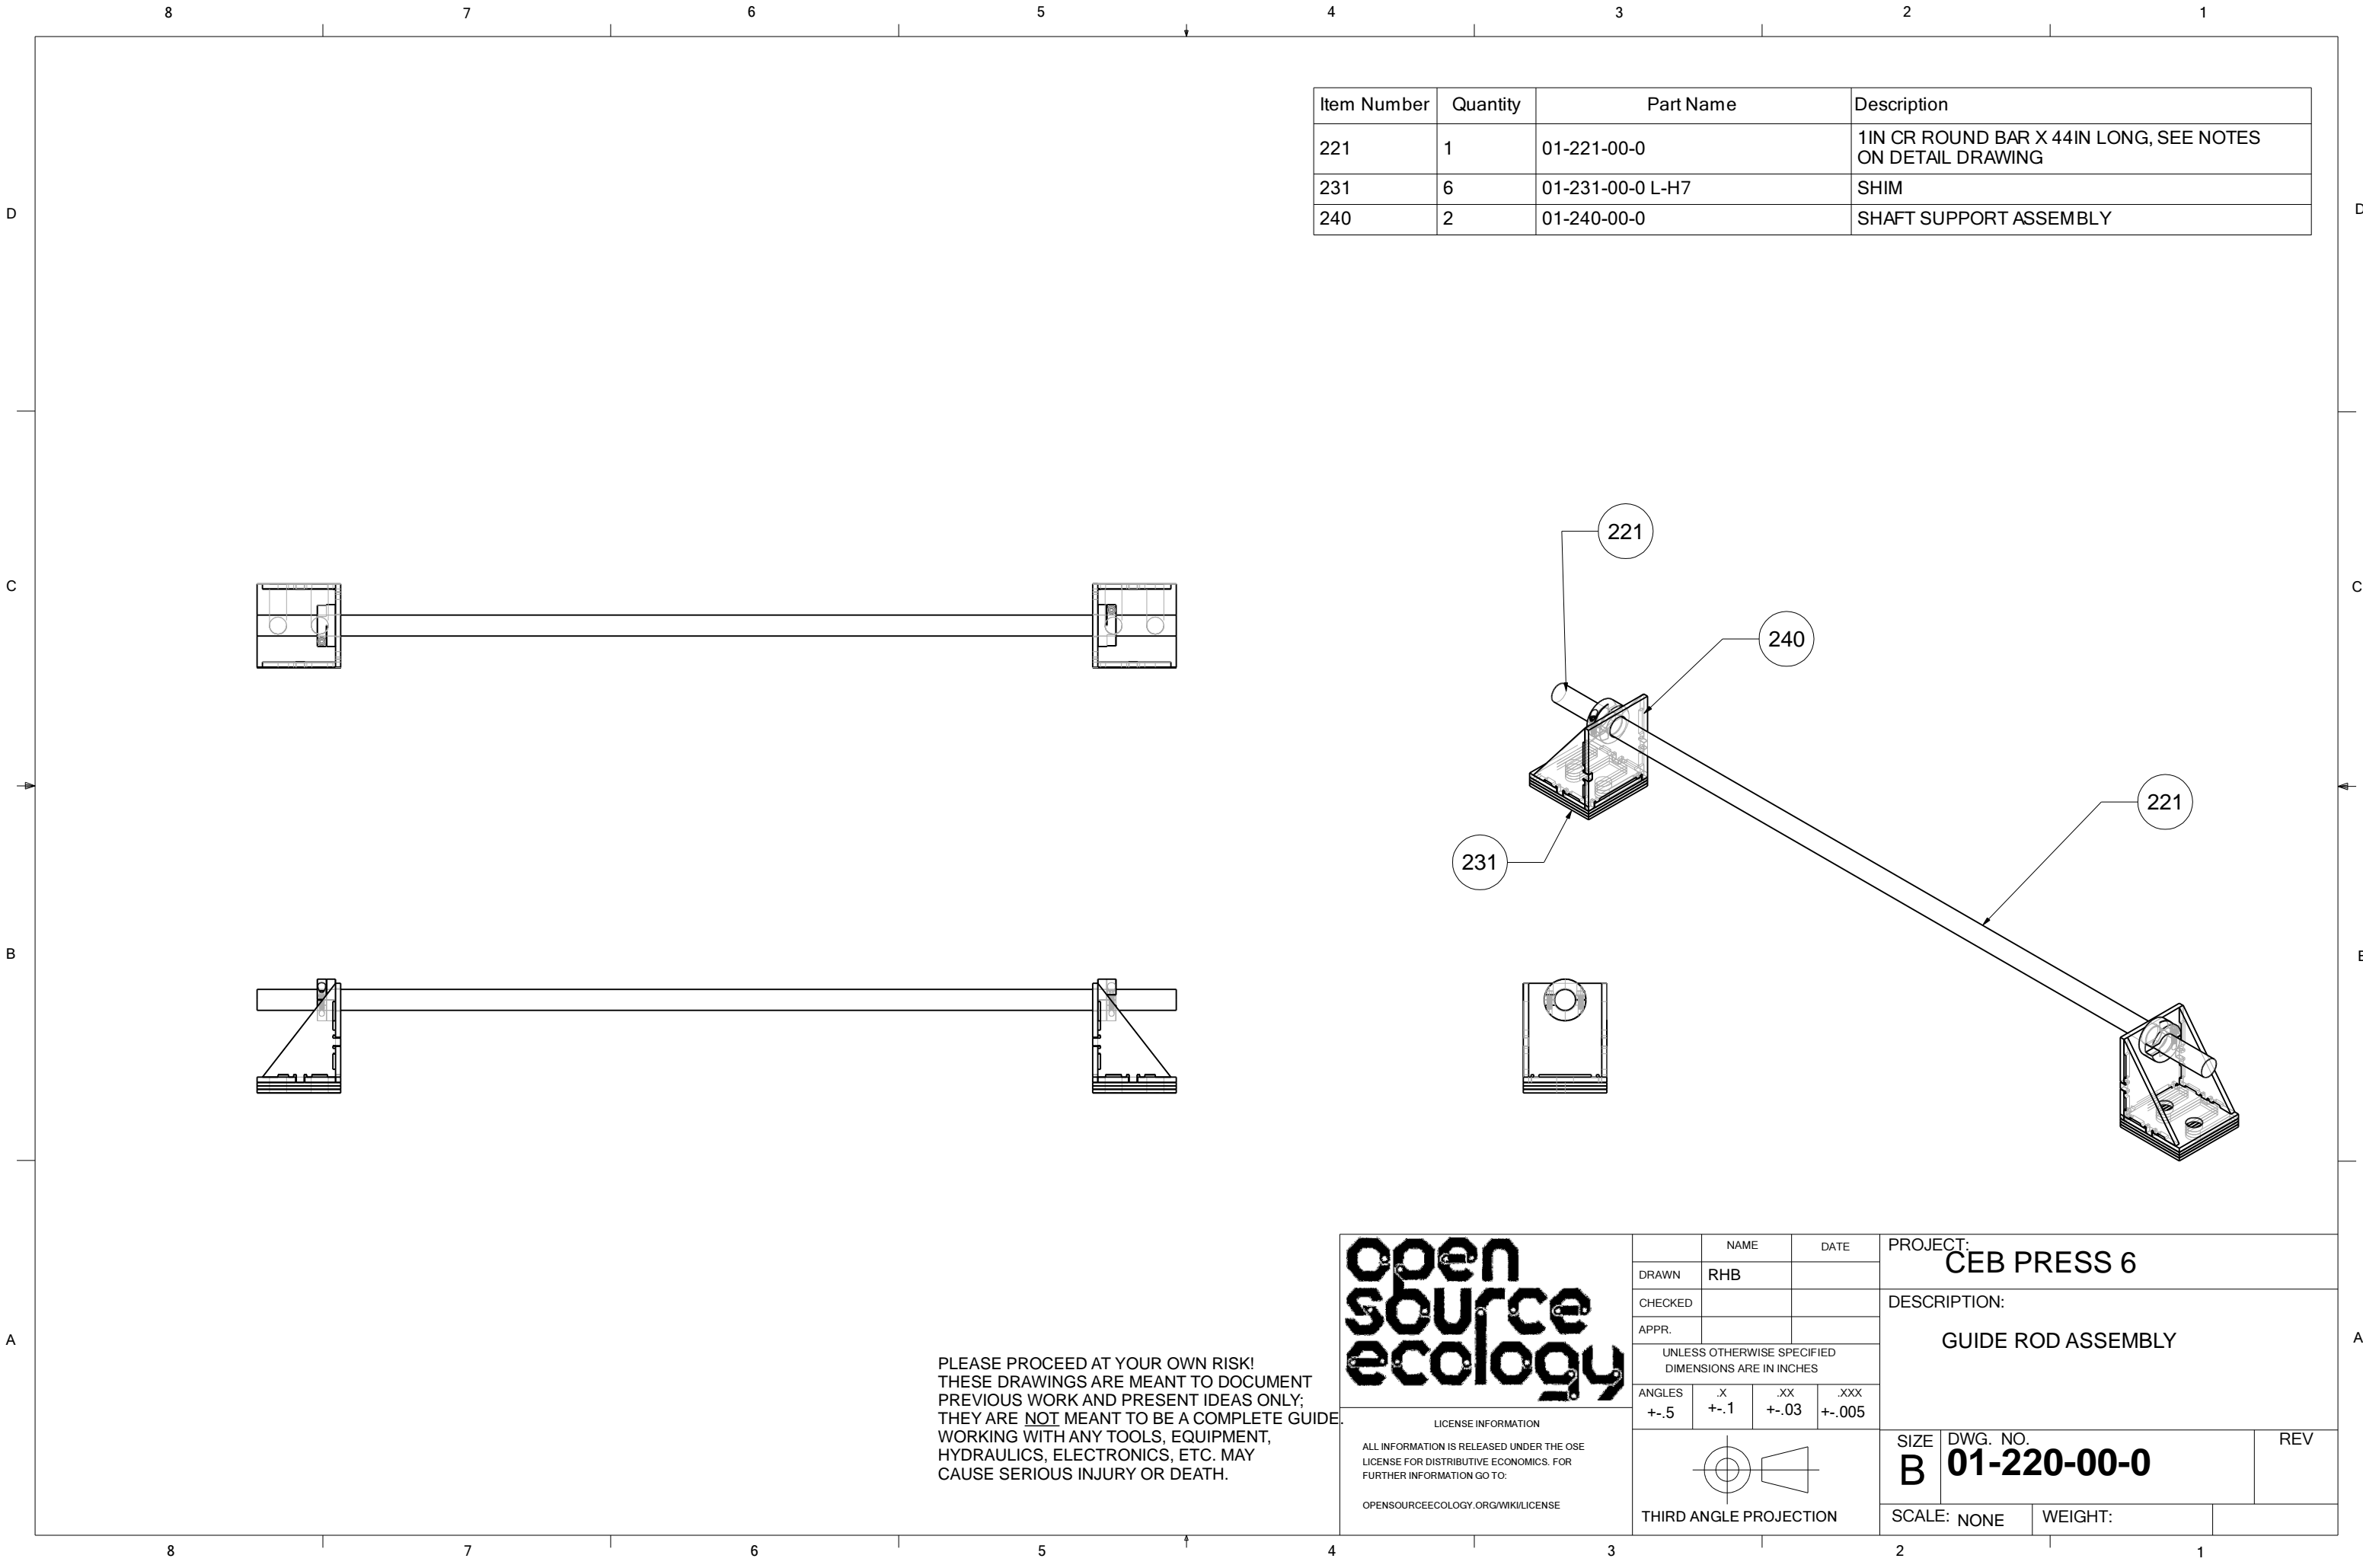 8 7 6 5 4 3 2 1
Item Number Quantity Part Name Description
221 1 01-221-00-0 1IN CR ROUND BAR X 44IN LONG, SEE NOTES
ON DETAIL DRAWING
231 6 01-231-00-0 L-H7 SHIM
240 2 01-240-00-0 SHAFT SUPPORT ASSEMBLY
D D
221
C C
240
221
231
B B
A A
PLEASE PROCEED AT YOUR OWN RISK!
THESE DRAWINGS ARE MEANT TO DOCUMENT
PREVIOUS WORK AND PRESENT IDEAS ONLY;
THEY ARE NOT MEANT TO BE A COMPLETE GUIDE.
WORKING WITH ANY TOOLS, EQUIPMENT,
HYDRAULICS, ELECTRONICS, ETC. MAY
CAUSE SERIOUS INJURY OR DEATH.
open
source
ecology
LICENSE INFORMATION
ALL INFORMATION IS RELEASED UNDER THE OSE
LICENSE FOR DISTRIBUTIVE ECONOMICS. FOR
FURTHER INFORMATION GO TO:
OPENSOURCEECOLOGY.ORG/WIKI/LICENSE
NAME DATE
DRAWN RHB
CHECKED
APPR.
UNLESS OTHERWISE SPECIFIED
DIMENSIONS ARE IN INCHES
ANGLES .X .XX .XXX
+-.5 +-.1 +-.03 +-.005
THIRD ANGLE PROJECTION
PROJECT:
CEB PRESS 6
DESCRIPTION:
GUIDE ROD ASSEMBLY
SIZE DWG. NO. REV
B 01-220-00-0
SCALE: NONE WEIGHT:
8 7 6 5 4 3 2 1